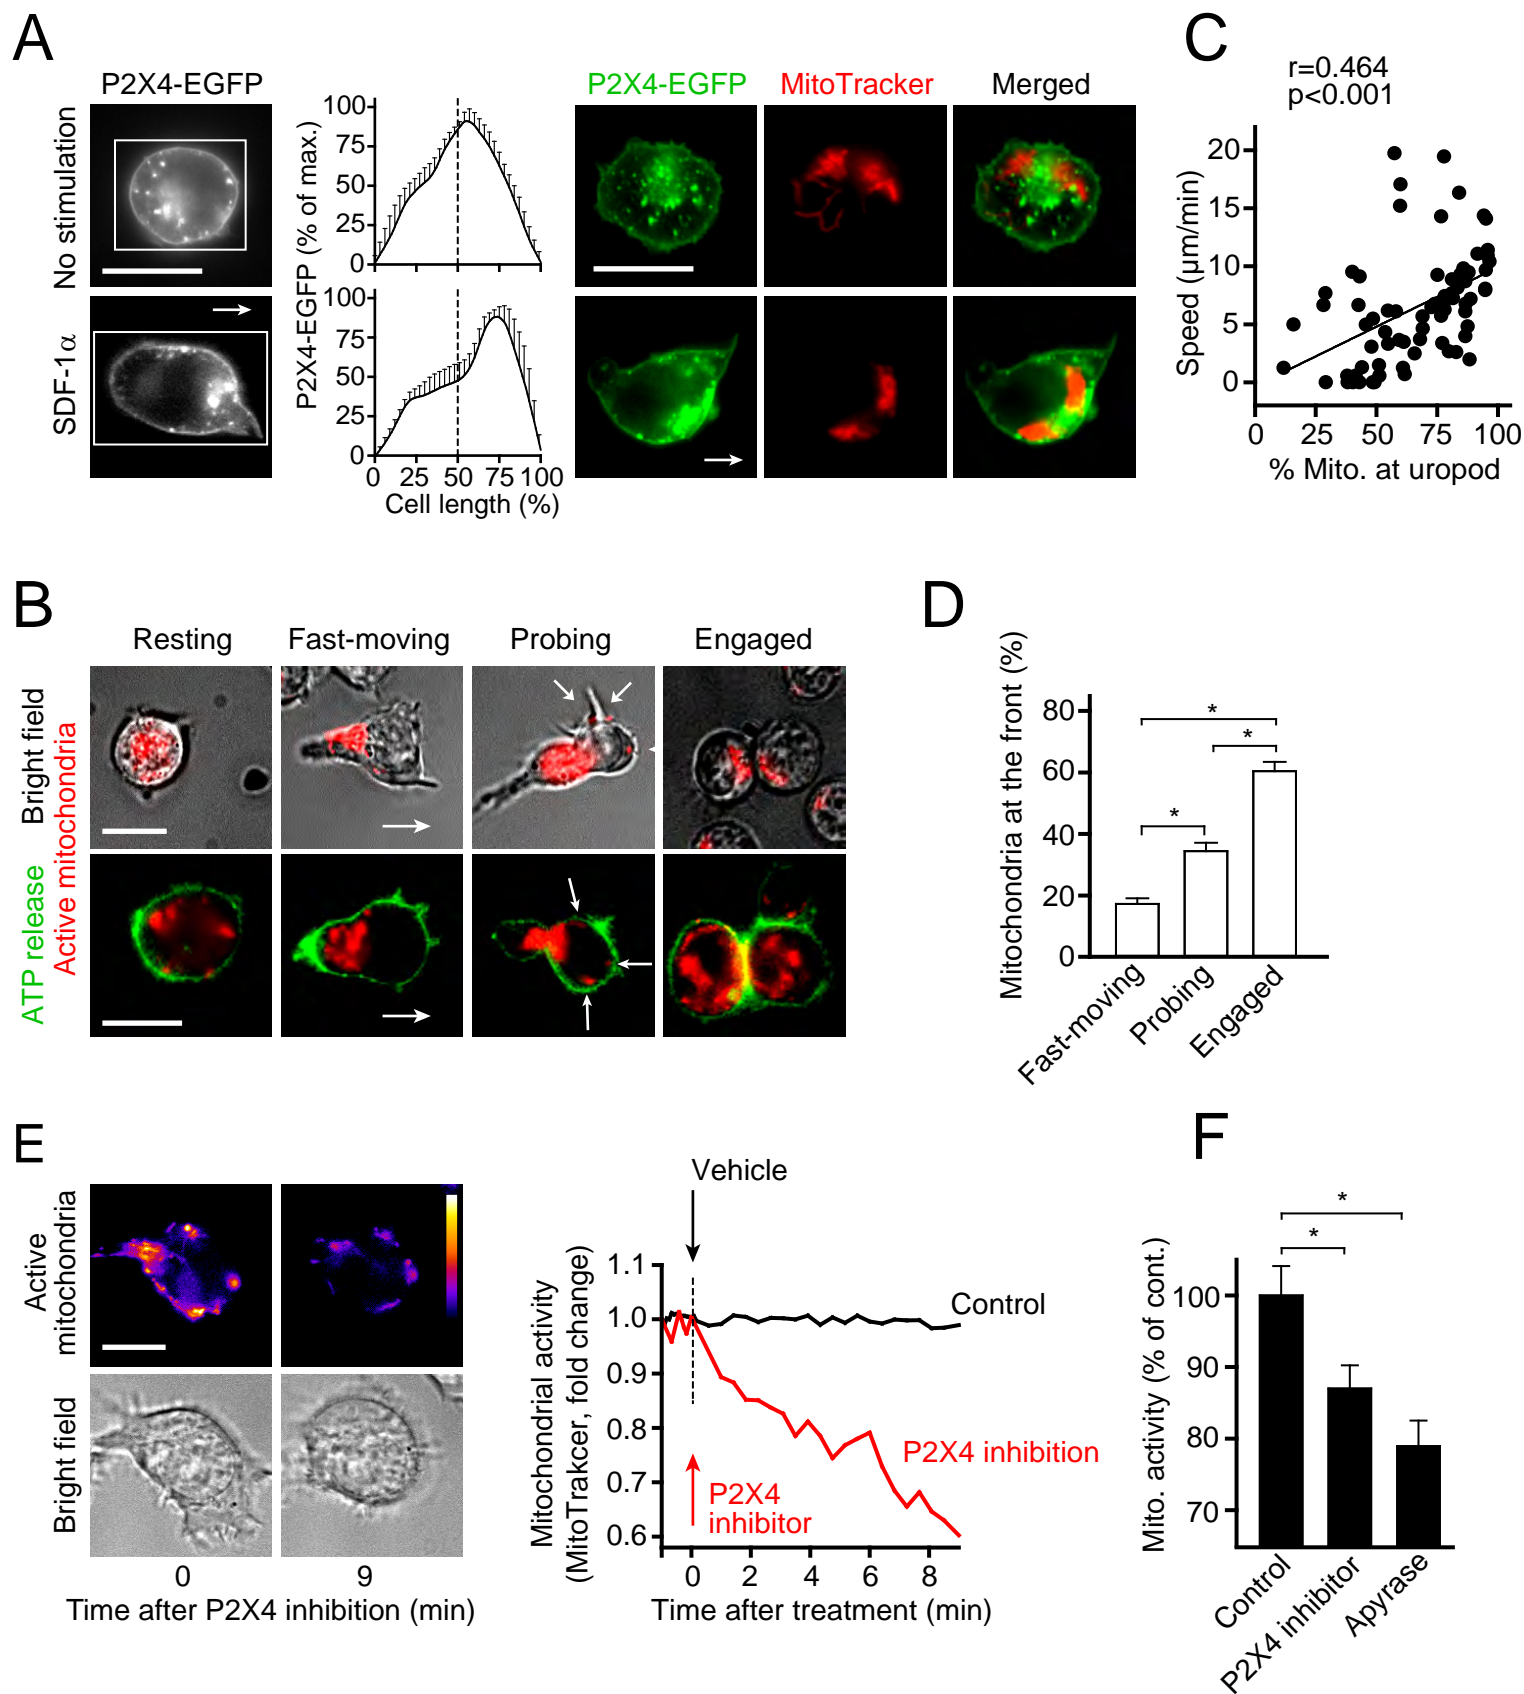 A
P2X4-EGFP
No stimulation
SDF-1α
P2X4-EGFP (% of max.)
100
75
50
25
0
100
75
50
25
0
0 25 50 75 100
Cell length (%)
P2X4-EGFP
MitoTracker
Merged
C
r=0.464
p<0.001
Speed (µm/min)
20
15
10
5
0
0 25 50 75 100
% Mito. at uropod
B
Resting
Fast-moving
Probing
Engaged
Bright field
ATP release
Active mitochondria
D
Mitochondria at the front (%)
80
60
40
20
0
*
*
*
Fast-moving
Probing
Engaged
E
Active
mitochondria
Bright field
0 9
Time after P2X4 inhibition (min)
Vehicle
Mitochondrial activity
(MitoTrakcer, fold change)
1.1
1.0
0.9
0.8
0.7
0.6
Control
P2X4 inhibition
P2X4
inhibitor
0 2 4 6 8
Time after treatment (min)
F
Mito. activity (% of cont.)
100
90
80
70
*
*
Control
P2X4 inhibitor
Apyrase